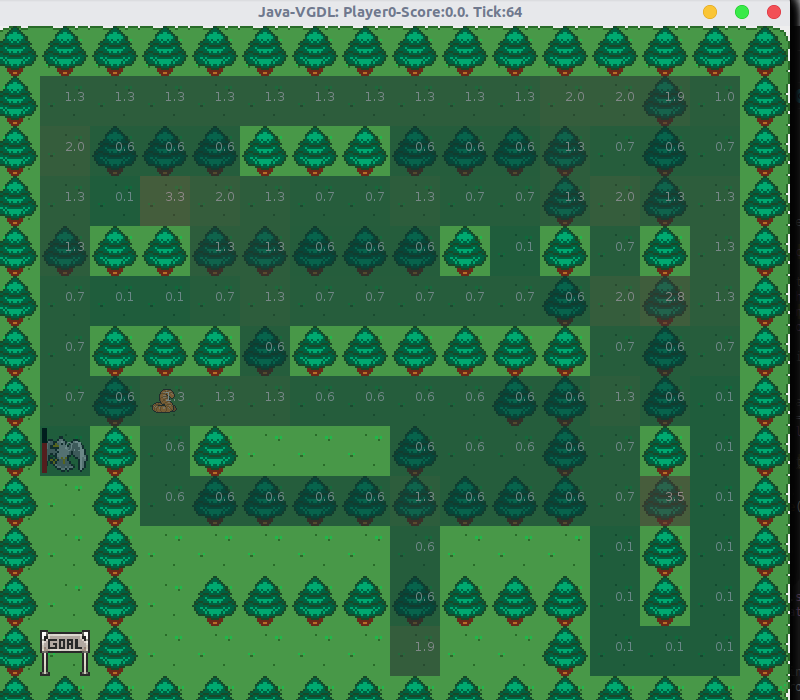 Java-VGDL: Player0-Score:0.0. Tick:64
1.3 1.3 1.3 1.3 1.3 1.3 1.3 1.3 1.3 1.3 2.0 2.0 1.9 1.0
2.0 0.6 0.6 0.6 0.6 0.6 0.6 1.3 0.7 0.6 0.7
1.3 0.1 3.3 2.0 1.3 0.7 0.7 1.3 0.7 0.7 1.3 2.0 1.3 1.3
1.3 1.3 1.3 0.6 0.6 0.6 0.1 0.7 1.3
0.7 0.1 0.1 0.7 1.3 0.7 0.7 0.7 0.7 0.7 0.6 2.0 2.8 1.3
0.7 0.6 0.7 0.6 0.7
0.7 0.6 1.3 1.3 1.3 0.6 0.6 0.6 0.6 0.6 0.6 1.3 0.6 0.1
0.6 0.6 0.6 0.6 0.6 0.7 0.1
0.6 0.6 0.6 0.6 0.6 1.3 0.6 0.6 0.6 0.7 3.5 0.1
0.6 0.1 0.1
0.6 0.1 0.1
GOAL 1.9 0.1 0.1 0.1